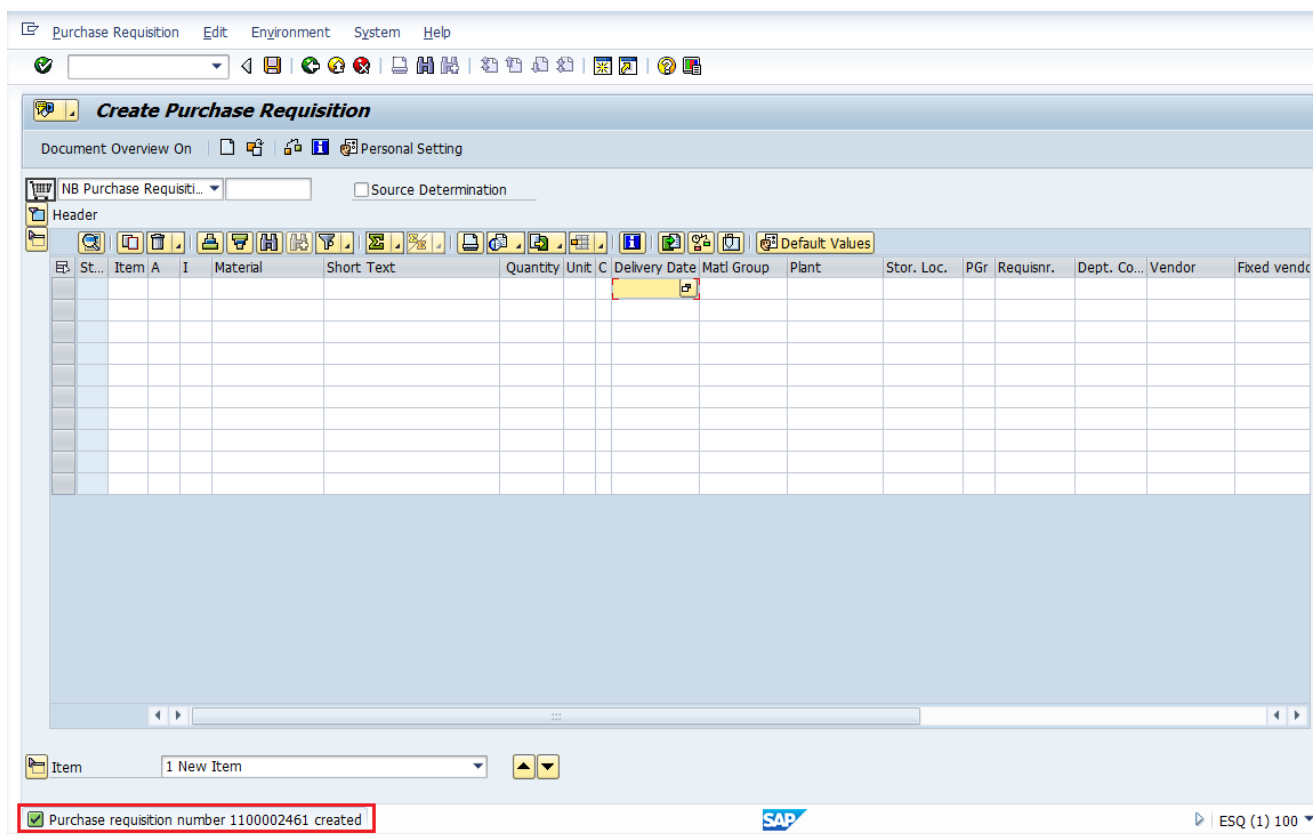 Purchase Requisition Edit Environment System Help
Create Purchase Requisition
Document Overview On Personal Setting
NB Purchase Requisiti... Source Determination
Header
Default Values
St... Item A I Material Short Text Quantity Unit C Delivery Date Matl Group Plant Stor. Loc. PGr Requisnr. Dept. Co... Vendor Fixed vendo
Item 1 New Item
Purchase requisition number 1100002461 created SAP ESQ (1) 100